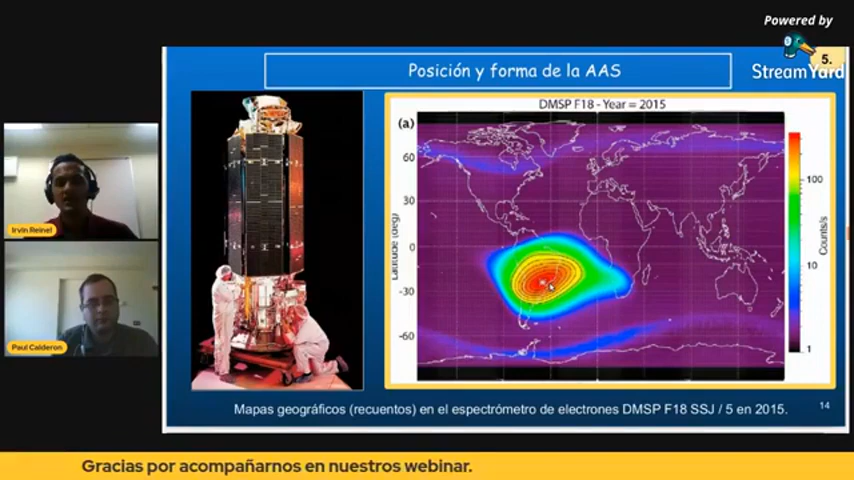 Powered by
5.
StreamYard
Posición y forma de la AAS
DMSP F18 - Year = 2015
(a)
60
30
0
-30
-60
Latitude (deg)
100
10
1
Counts/s
Irvin Reinel
Paul Calderon
Mapas geográficos (recuentos) en el espectrómetro de electrones DMSP F18 SSJ / 5 en 2015.
14
Gracias por acompañarnos en nuestros webinar.